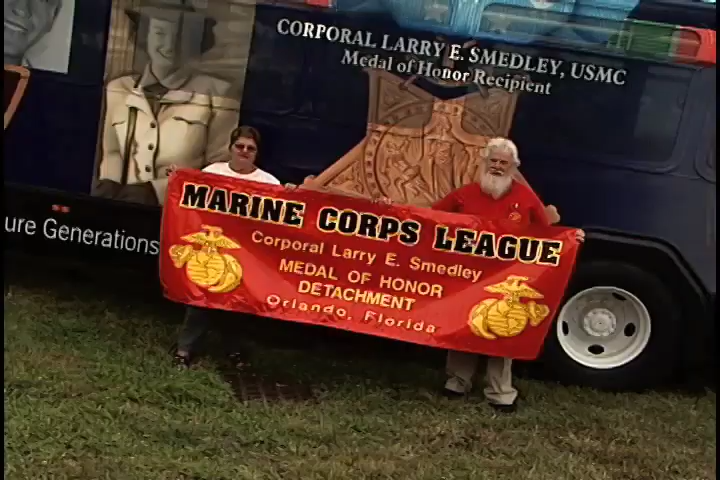 CORPORAL LARRY E. SMEDLEY, USMC
Medal of Honor Recipient
ure Generations
MARINE CORPS LEAGUE
Corporal Larry E. Smedley
MEDAL OF HONOR
DETACHMENT
Orlando, Florida